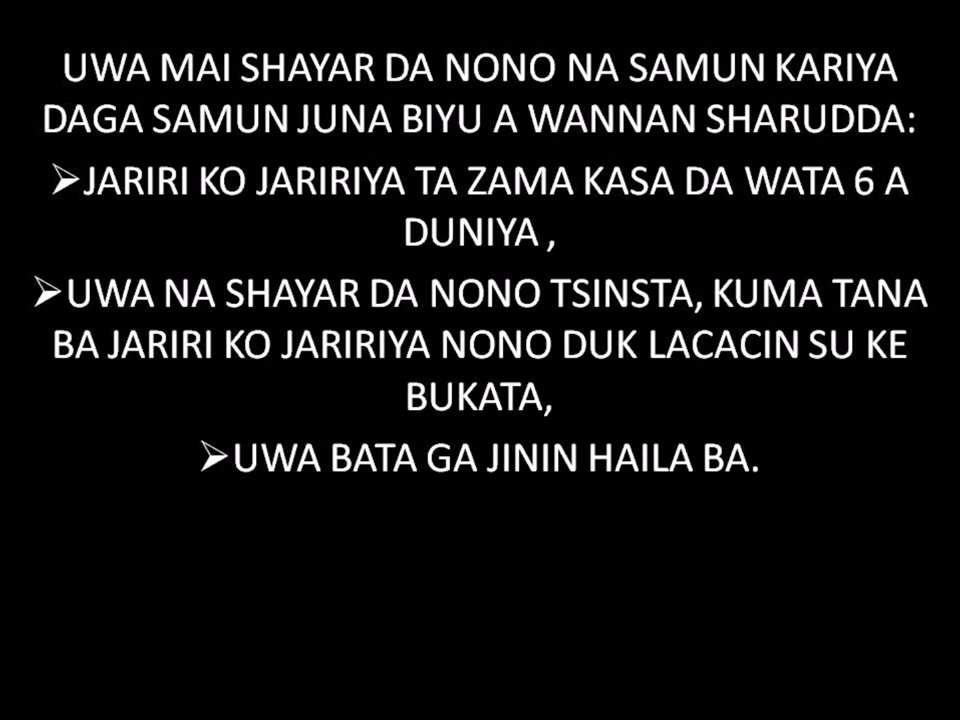 UWA MAI SHAYAR DA NONO NA SAMUN KARIYA
DAGA SAMUN JUNA BIYU A WANNAN SHARUDDA:
➢JARIRI KO JARIRIYA TA ZAMA KASA DA WATA 6 A
DUNIYA ,
➢UWA NA SHAYAR DA NONO TSINSTA, KUMA TANA
BA JARIRI KO JARIRIYA NONO DUK LACACIN SU KE
BUKATA,
➢UWA BATA GA JININ HAILA BA.